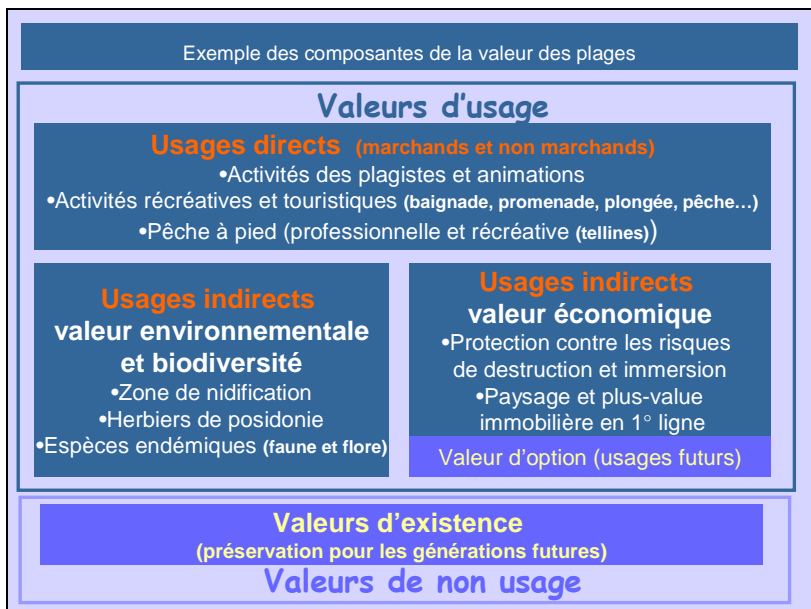 Exemple des composantes de la valeur des plages
Valeurs d'usage
Usages directs (marchands et non marchands)
•Activités des plagistes et animations
•Activités récréatives et touristiques (baignade, promenade, plongée, pêche…)
•Pêche à pied (professionnelle et récréative (tellines))
Usages indirects
valeur environnementale
et biodiversité
•Zone de nidification
•Herbiers de posidonie
•Espèces endémiques (faune et flore)
Usages indirects
valeur économique
•Protection contre les risques
de destruction et immersion
•Paysage et plus-value
immobilière en 1° ligne
Valeur d'option (usages futurs)
Valeurs d'existence
(préservation pour les générations futures)
Valeurs de non usage